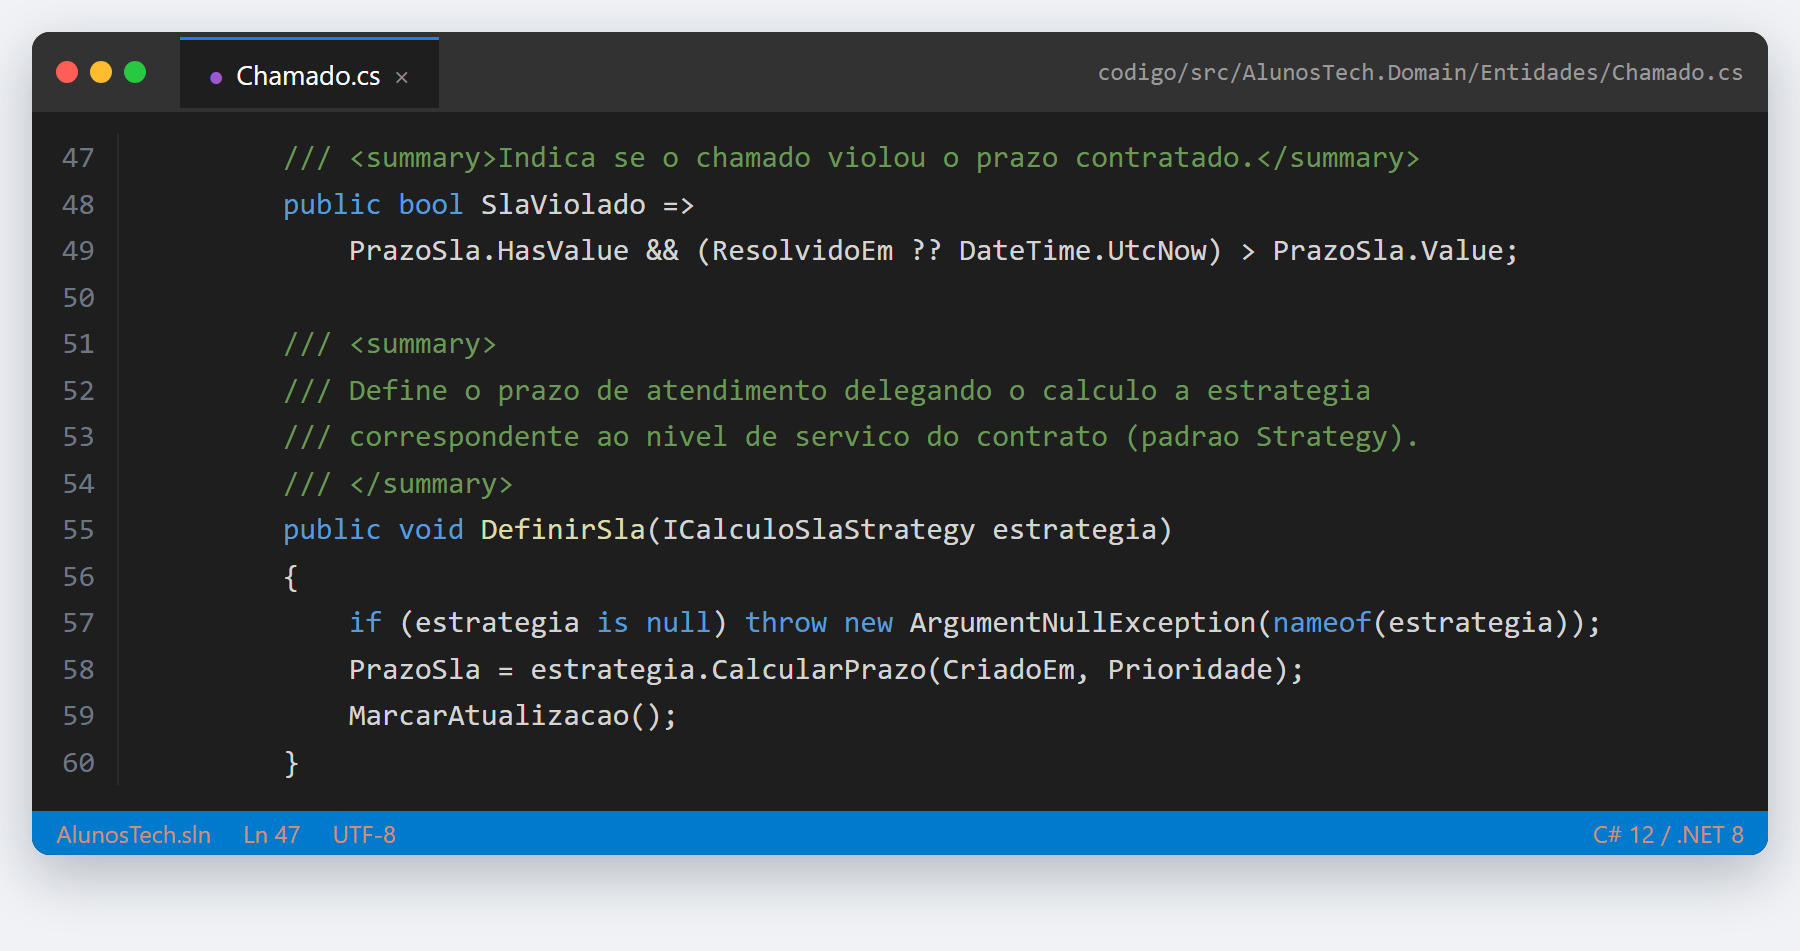 Chamado.cs ×
codigo/src/AlunosTech.Domain/Entidades/Chamado.cs
47 /// <summary>Indica se o chamado violou o prazo contratado.</summary>
48 public bool SlaViolado =>
49 PrazoSla.HasValue && (ResolvidoEm ?? DateTime.UtcNow) > PrazoSla.Value;
50
51 /// <summary>
52 /// Define o prazo de atendimento delegando o calculo a estrategia
53 /// correspondente ao nivel de servico do contrato (padrao Strategy).
54 /// </summary>
55 public void DefinirSla(ICalculoSlaStrategy estrategia)
56 {
57 if (estrategia is null) throw new ArgumentNullException(nameof(estrategia));
58 PrazoSla = estrategia.CalcularPrazo(CriadoEm, Prioridade);
59 MarcarAtualizacao();
60 }
AlunosTech.sln Ln 47 UTF-8 C# 12 / .NET 8